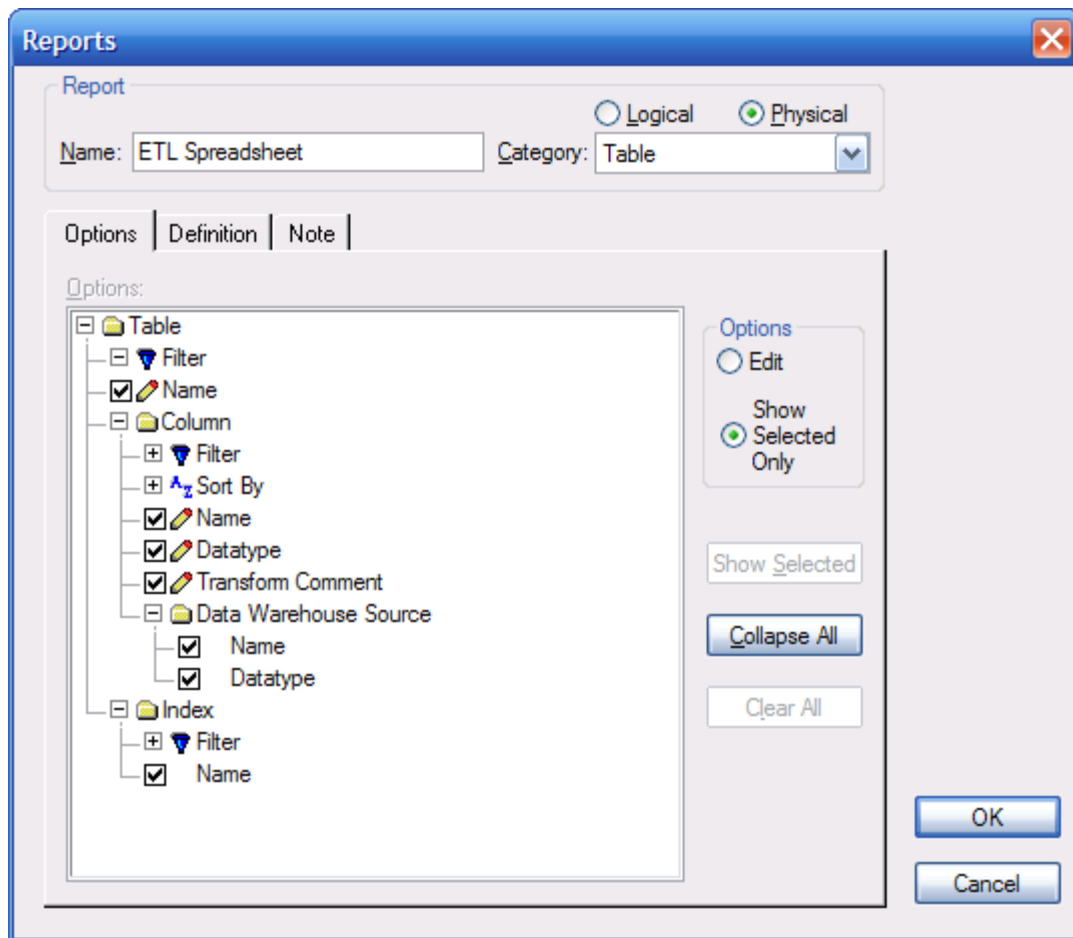 Reports
Report
Logical Physical
Name: ETL Spreadsheet Category: Table
Options Definition Note
Options:
Table
Filter
Name
Column
Filter
AZ Sort By
Name
Datatype
Transform Comment
Data Warehouse Source
Name
Datatype
Index
Filter
Name
Options
Edit
Show
Selected
Only
Show Selected
Collapse All
Clear All
OK
Cancel